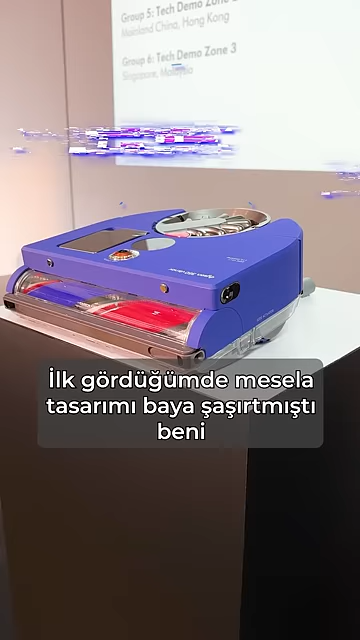 Group 5: Tech Demo Zone
Mainland China, Hong Kong
Group 6: Tech Demo Zone 3
Singapore, Malaysia
İlk gördüğümde mesela
tasarımı baya şaşırtmıştı
beni